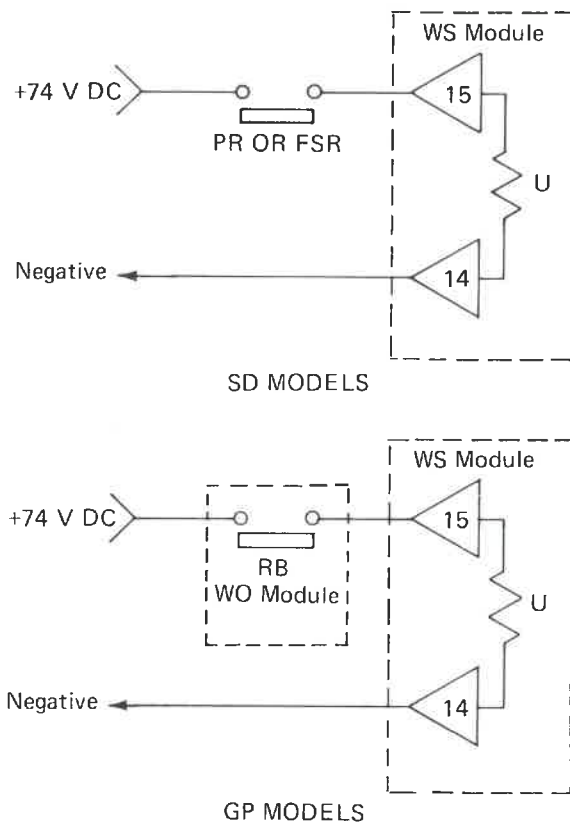 WS Module
+74 V DC
15
PR OR FSR
U
Negative
14
SD MODELS
WS Module
+74 V DC
15
RB
WO Module
U
Negative
14
GP MODELS